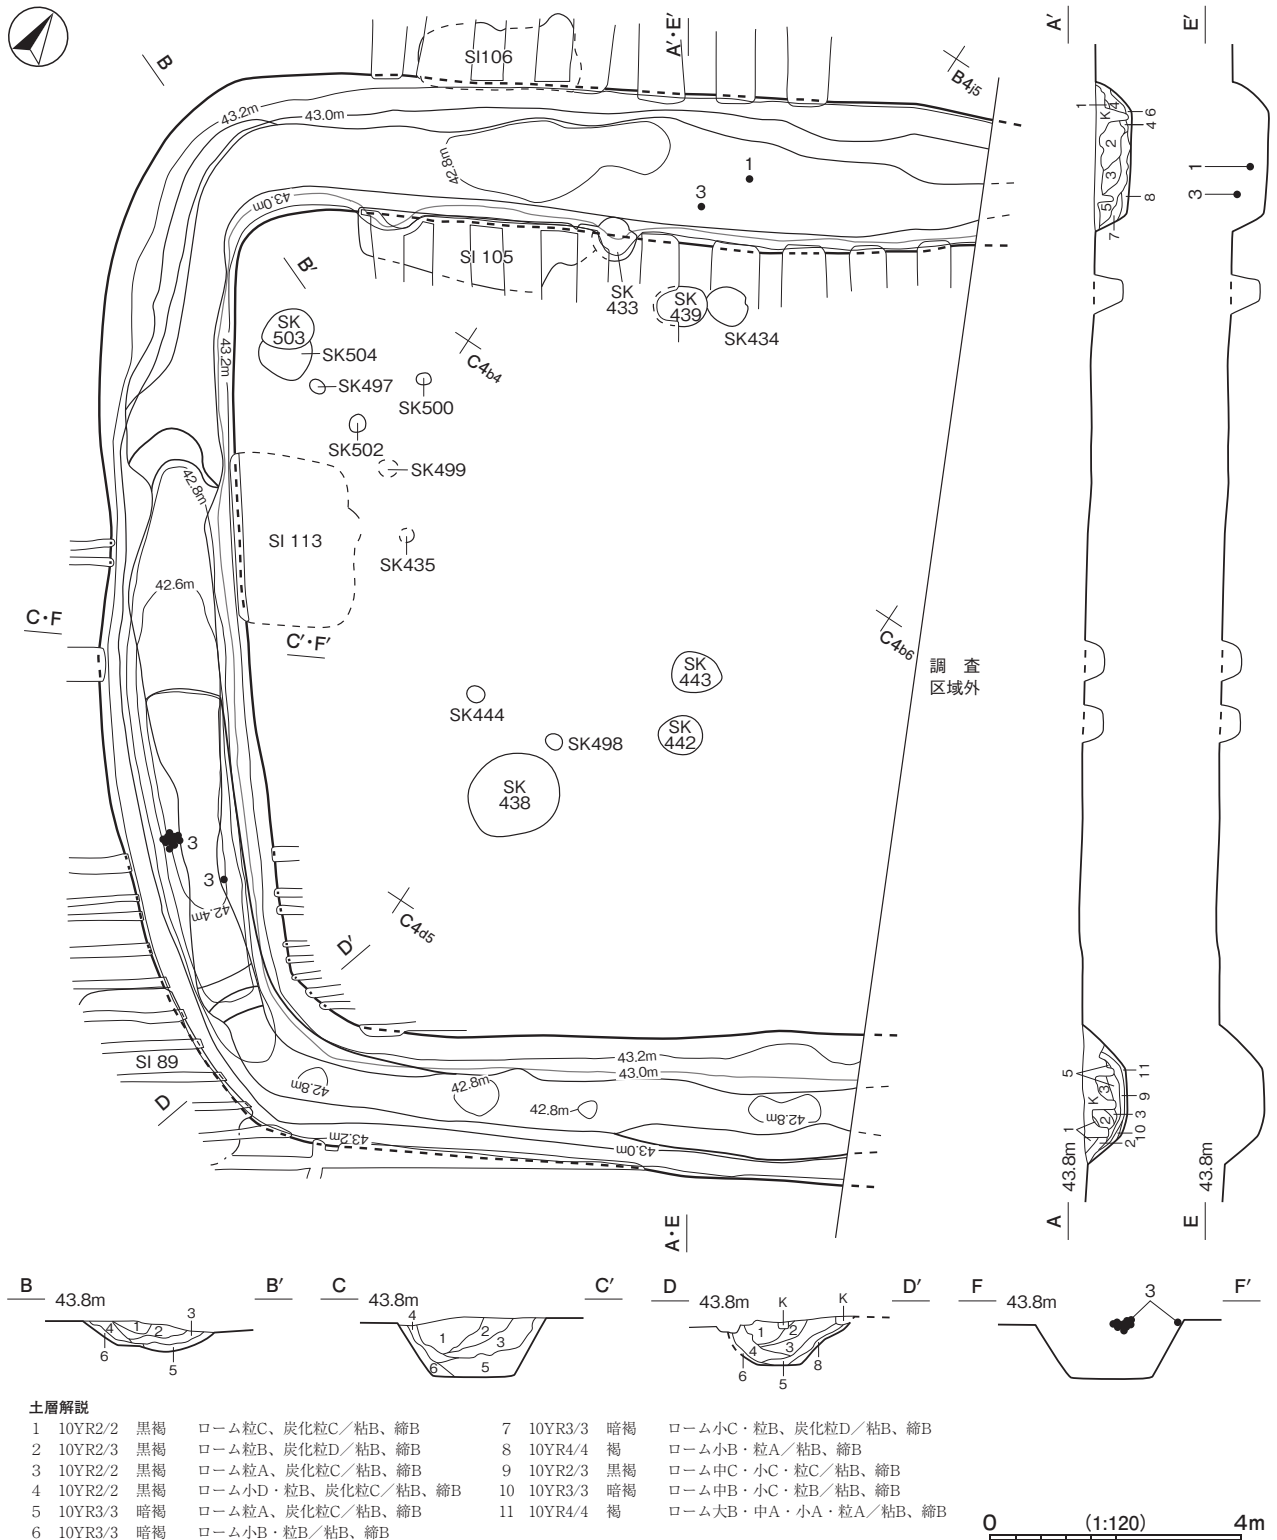 A'・E'
A'
E'
B
SI106
B4j5
43.2m
43.0m
42.8m
1
3
43.0m
SI 105
B'
SK
433
SK
439
SK434
SK
503
SK504
SK497
SK500
C4b4
43.2m
SK502
SK499
SI 113
SK435
42.8m
42.6m
C・F
C'・F'
C4b6
調 査
区域外
SK
443
SK444
SK498
SK
442
SK
438
3
3
42.4m
C4d5
D'
SI 89
D
43.2m
43.0m
42.8m
42.8m
42.8m
42.8m
43.2m
43.0m
A・E
1
K
4
6
4
2
3
5
8
7
1
3
5
11
3
9
K
3
2
1
10
2
43.8m
43.8m
A
E
B 43.8m B'
4 1 2 3
6 5
C 43.8m C'
4 1 2 3
6 5
D 43.8m K K D'
1 2 3 4
6 5 8
F 43.8m 3 F'
土層解説
1 10YR2/2 黒褐 ローム粒C、炭化粒C／粘B、締B
2 10YR2/3 黒褐 ローム粒B、炭化粒D／粘B、締B
3 10YR2/2 黒褐 ローム粒A、炭化粒C／粘B、締B
4 10YR2/2 黒褐 ローム小D・粒B、炭化粒C／粘B、締B
5 10YR3/3 暗褐 ローム粒A、炭化粒C／粘B、締B
6 10YR3/3 暗褐 ローム小B・粒B／粘B、締B
7 10YR3/3 暗褐 ローム小C・粒B、炭化粒D／粘B、締B
8 10YR4/4 褐 ローム小B・粒A／粘B、締B
9 10YR2/3 黒褐 ローム中C・小C・粒C／粘B、締B
10 10YR3/3 暗褐 ローム中B・小C・粒B／粘B、締B
11 10YR4/4 褐 ローム大B・中A・小A・粒A／粘B、締B
0 (1:120) 4m